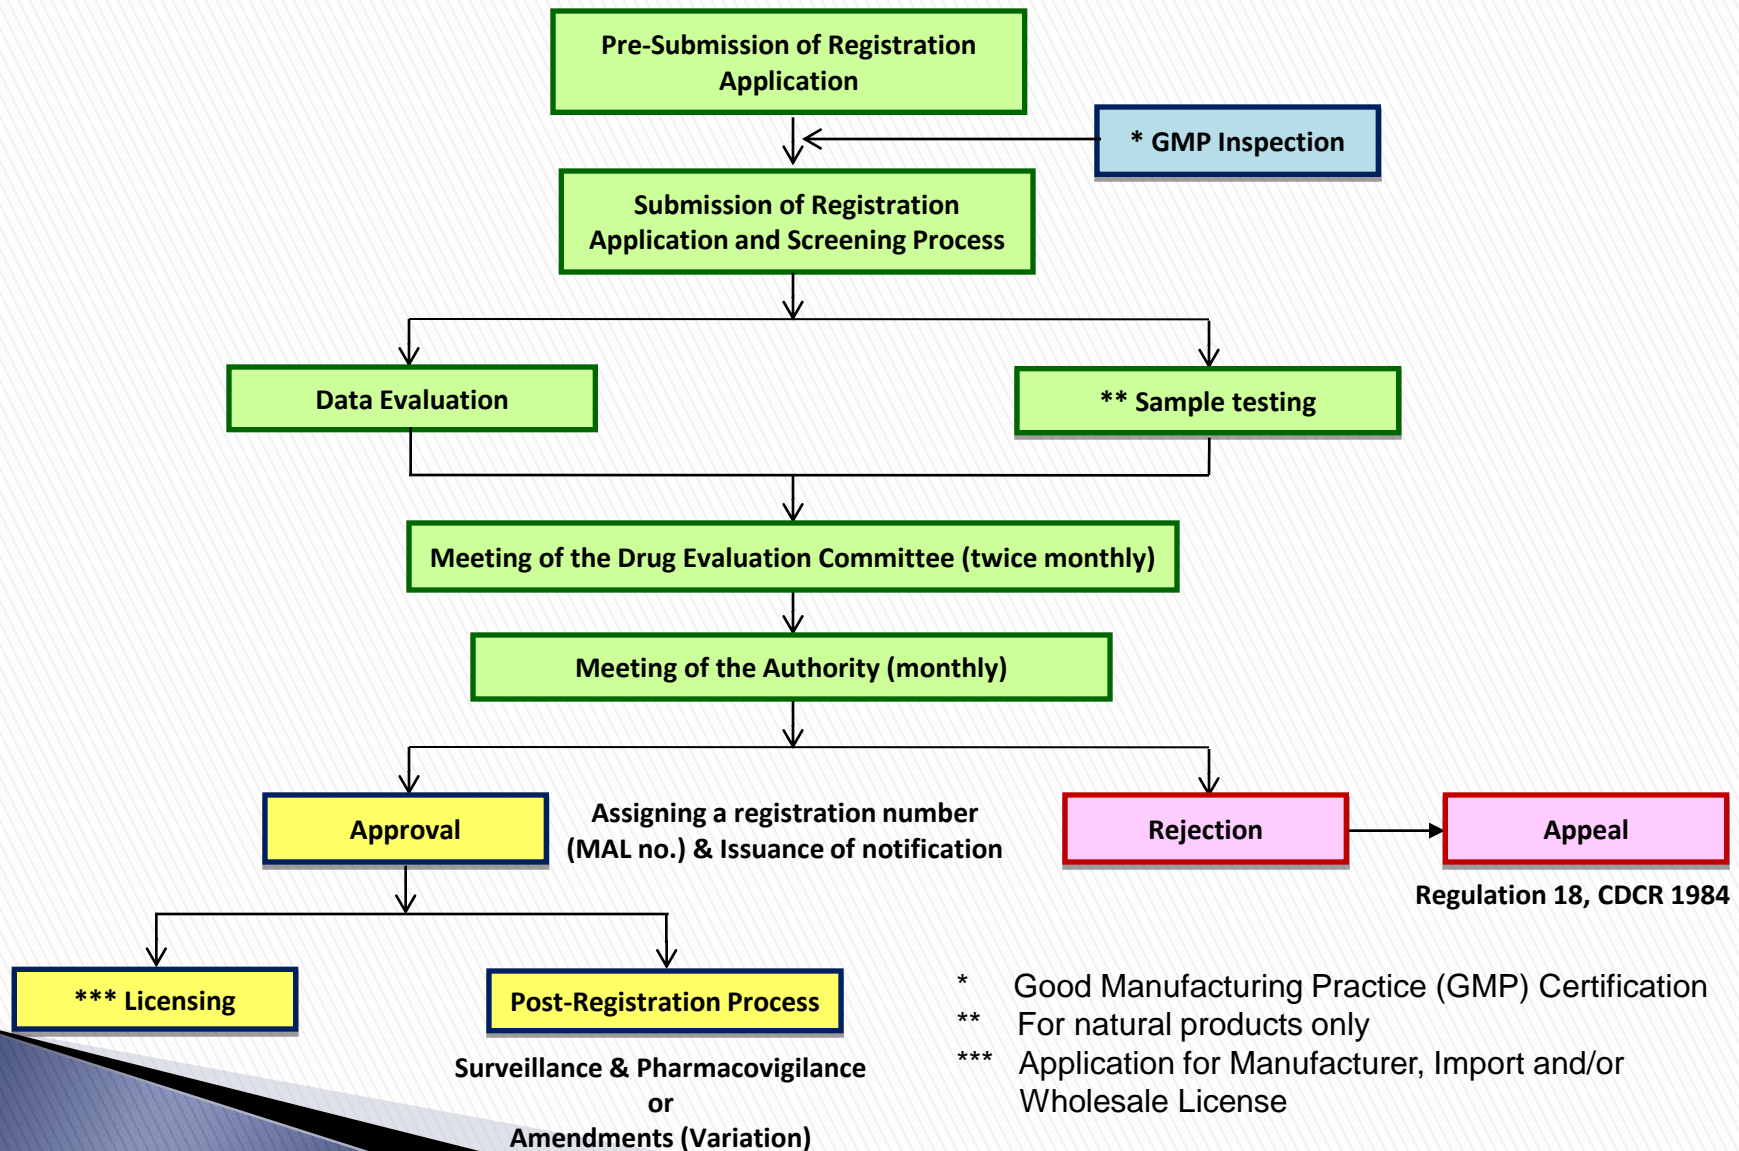 Pre-Submission of Registration
Application
* GMP Inspection
Submission of Registration
Application and Screening Process
Data Evaluation
** Sample testing
Meeting of the Drug Evaluation Committee (twice monthly)
Meeting of the Authority (monthly)
Approval
Assigning a registration number
(MAL no.) & Issuance of notification
Rejection
Appeal
Regulation 18, CDCR 1984
*** Licensing
Post-Registration Process
Surveillance & Pharmacovigilance
or
Amendments (Variation)
* Good Manufacturing Practice (GMP) Certification
** For natural products only
*** Application for Manufacturer, Import and/or
Wholesale License